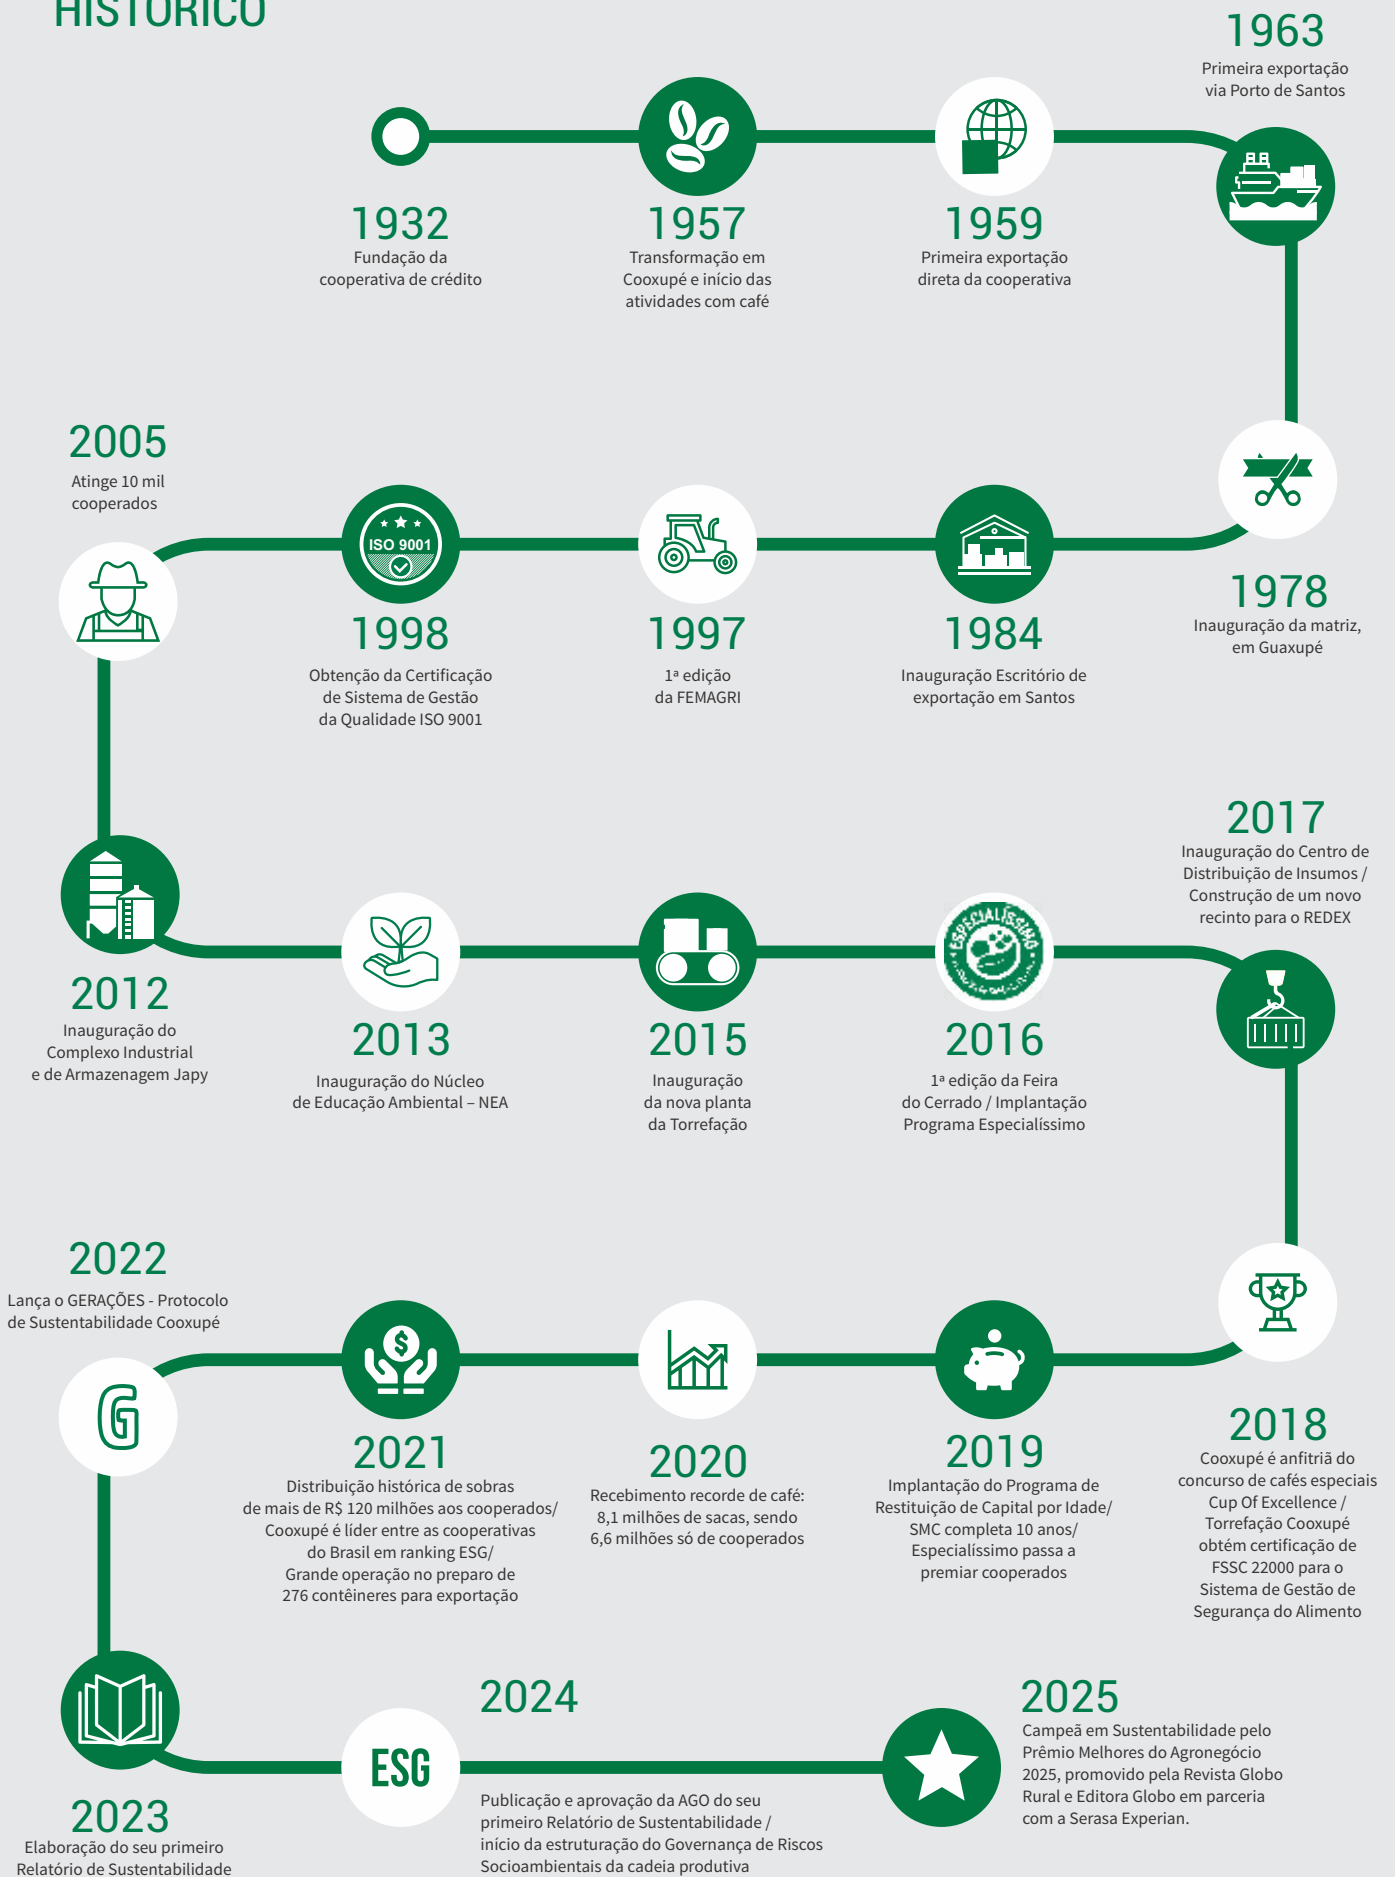 HISTÓRICO
1932
Fundação da
cooperativa de crédito
1957
Transformação em
Cooxupé e início das
atividades com café
1959
Primeira exportação
direta da cooperativa
1963
Primeira exportação
via Porto de Santos
1978
Inauguração da matriz,
em Guaxupé
1984
Inauguração Escritório de
exportação em Santos
1997
1ª edição
da FEMAGRI
ISO 9001
1998
Obtenção da Certificação
de Sistema de Gestão
da Qualidade ISO 9001
2005
Atinge 10 mil
cooperados
2012
Inauguração do
Complexo Industrial
e de Armazenagem Japy
2013
Inauguração do Núcleo
de Educação Ambiental – NEA
2015
Inauguração
da nova planta
da Torrefação
ESPECIALÍSSIMO
2016
1ª edição da Feira
do Cerrado / Implantação
Programa Especialíssimo
2017
Inauguração do Centro de
Distribuição de Insumos /
Construção de um novo
recinto para o REDEX
2018
Cooxupé é anfitriã do
concurso de cafés especiais
Cup Of Excellence /
Torrefação Cooxupé
obtém certificação de
FSSC 22000 para o
Sistema de Gestão de
Segurança do Alimento
2019
Implantação do Programa de
Restituição de Capital por Idade/
SMC completa 10 anos/
Especialíssimo passa a
premiar cooperados
2020
Recebimento recorde de café:
8,1 milhões de sacas, sendo
6,6 milhões só de cooperados
$
2021
Distribuição histórica de sobras
de mais de R$ 120 milhões aos cooperados/
Cooxupé é líder entre as cooperativas
do Brasil em ranking ESG/
Grande operação no preparo de
276 contêineres para exportação
2022
Lança o GERAÇÕES - Protocolo
de Sustentabilidade Cooxupé
G
2023
Elaboração do seu primeiro
Relatório de Sustentabilidade
ESG
2024
Publicação e aprovação da AGO do seu
primeiro Relatório de Sustentabilidade /
início da estruturação do Governança de Riscos
Socioambientais da cadeia produtiva
2025
Campeã em Sustentabilidade pelo
Prêmio Melhores do Agronegócio
2025, promovido pela Revista Globo
Rural e Editora Globo em parceria
com a Serasa Experian.